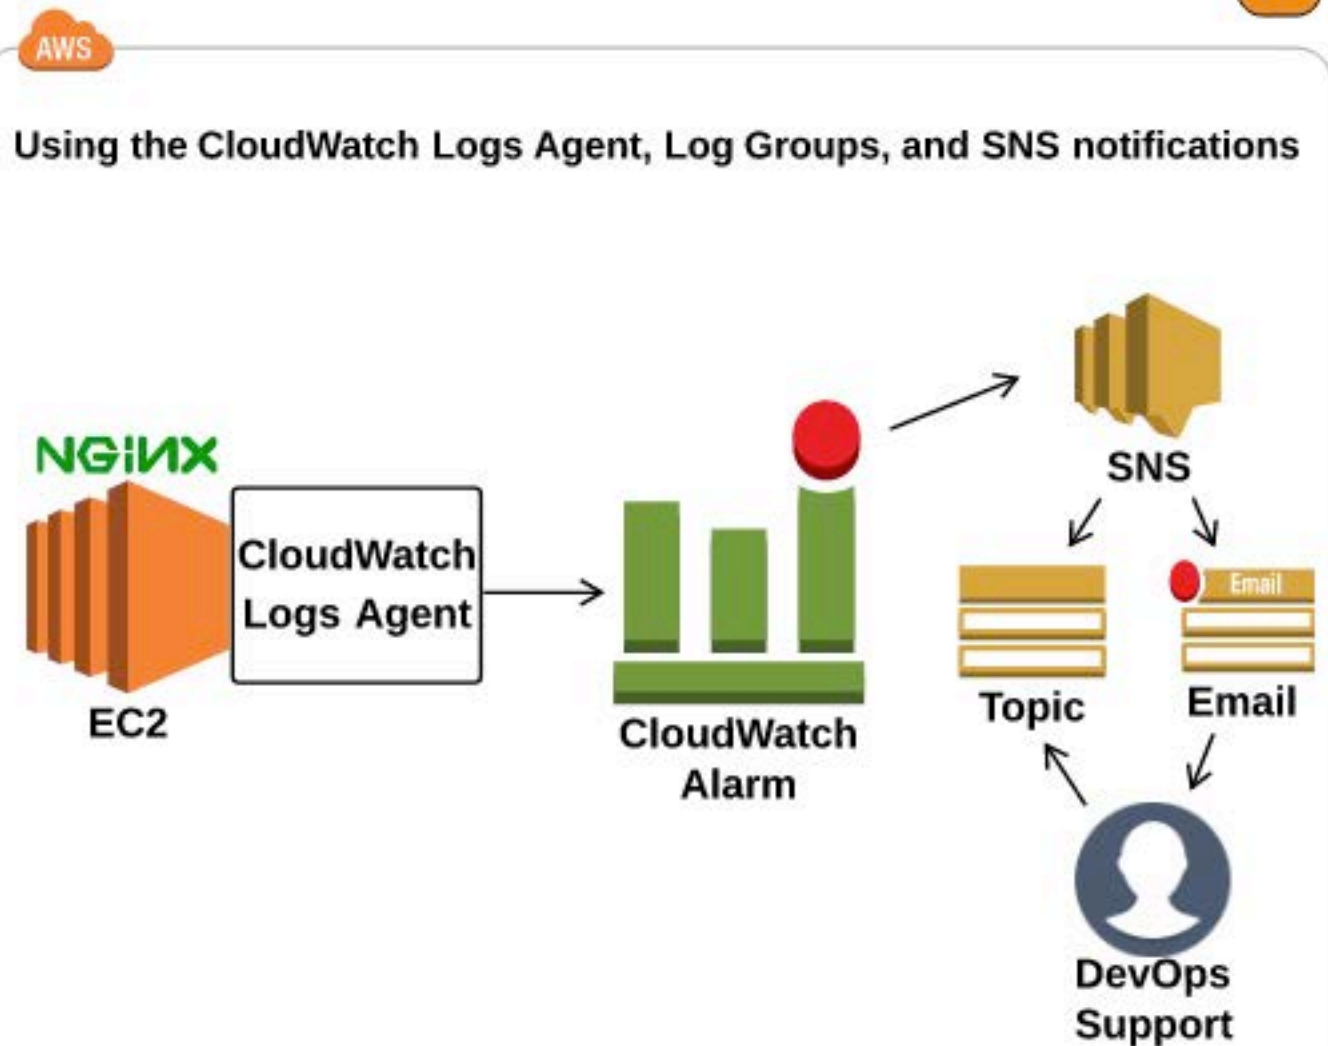 AWS
Using the CloudWatch Logs Agent, Log Groups, and SNS notifications
NGINX
CloudWatch
Logs Agent
EC2
CloudWatch
Alarm
SNS
Topic
Email
Email
DevOps
Support